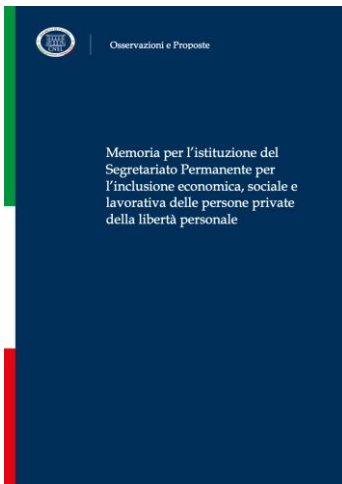 CNEL
Osservazioni e Proposte
Memoria per l’istituzione del
Segretariato Permanente per
l’inclusione economica, sociale e
lavorativa delle persone private
della libertà personale